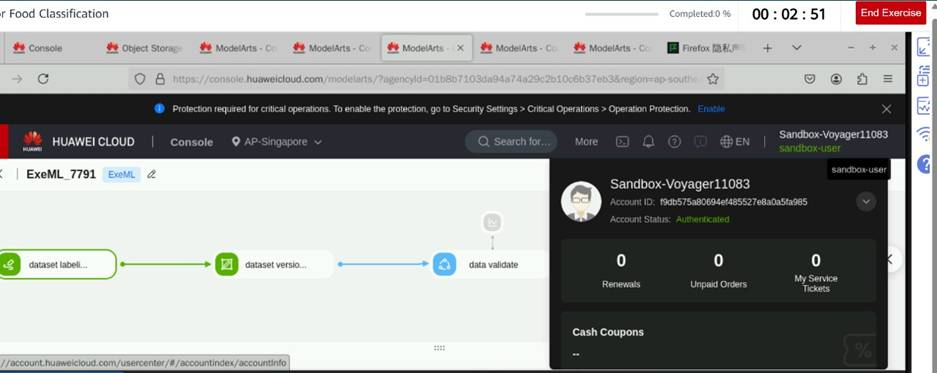 r Food Classification
Completed:0 %
00 : 02 : 51
End Exercise
Console
Object Storage
ModelArts - Co
ModelArts - Co
ModelArts -
ModelArts - Co
ModelArts - Co
Firefox 隐私声
https://console.huaweicloud.com/modelarts/?agencyId=01b8b7103da94a74a29c2b10c6b37eb3&region=ap-southe
Protection required for critical operations. To enable the protection, go to Security Settings > Critical Operations > Operation Protection. Enable
HUAWEI
HUAWEI CLOUD
Console
AP-Singapore
Search for...
More
EN
Sandbox-Voyager11083
sandbox-user
sandbox-user
ExeML_7791
ExeML
Sandbox-Voyager11083
Account ID: f9db575a80694ef485527e8a0a5fa985
Account Status: Authenticated
dataset labeli...
dataset versio...
data validate
0
Renewals
0
Unpaid Orders
0
My Service
Tickets
Cash Coupons
--
//account.huaweicloud.com/usercenter/#/accountindex/accountInfo